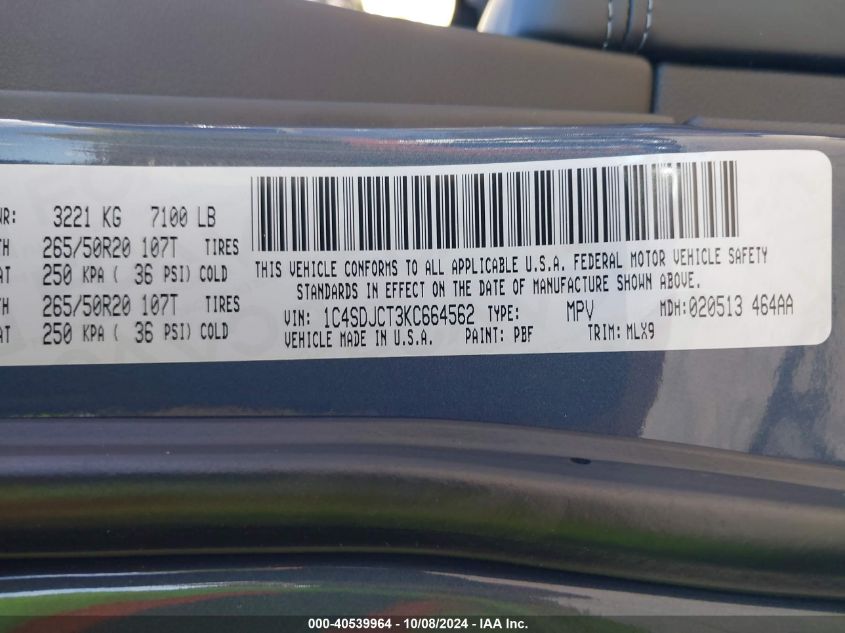 WR: 3221 KG 7100 LB
TH 265/50R20 107T TIRES
AT 250 KPA ( 36 PSI) COLD
TH 265/50R20 107T TIRES
AT 250 KPA ( 36 PSI) COLD
THIS VEHICLE CONFORMS TO ALL APPLICABLE U.S.A. FEDERAL MOTOR VEHICLE SAFETY
STANDARDS IN EFFECT ON THE DATE OF MANUFACTURE SHOWN ABOVE.
VIN: 1C4SDJCT3KC664562 TYPE: MPV MDH:020513 464AA
VEHICLE MADE IN U.S.A. PAINT: PBF TRIM: MLX9
000-40539964 - 10/08/2024 - IAA Inc.